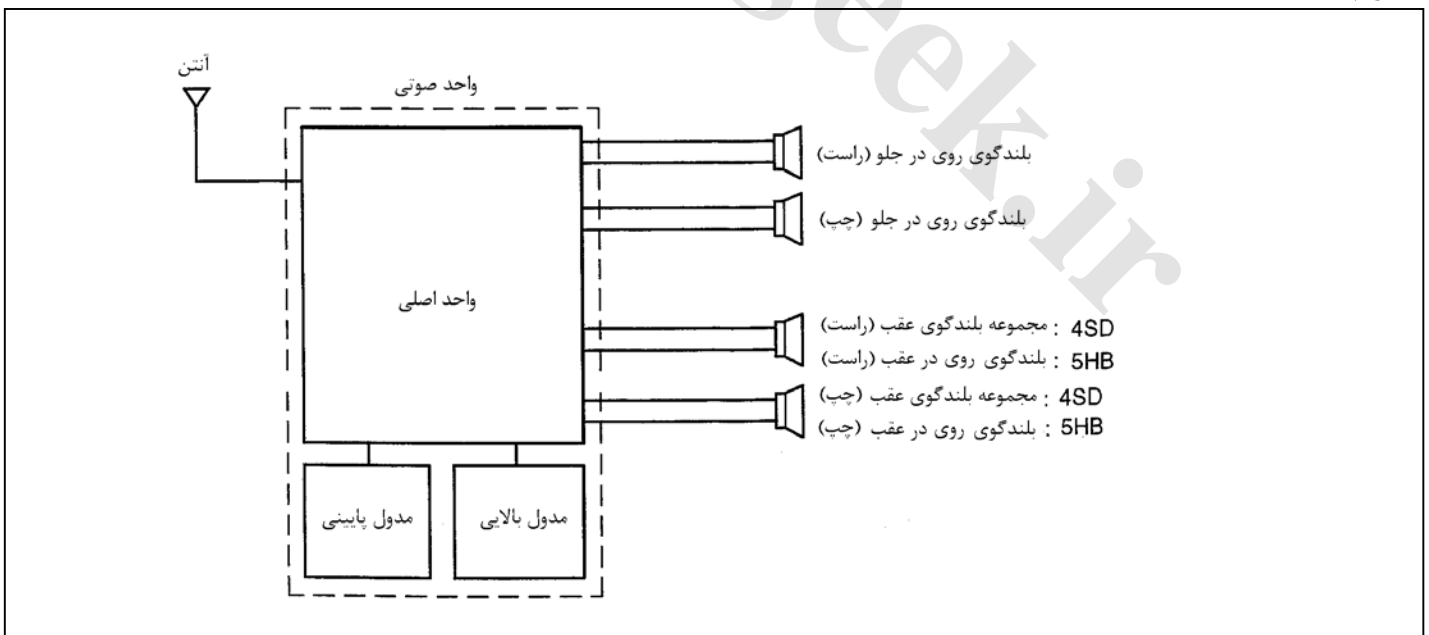 آنتن
واحد صوتی
بلندگوی روی در جلو (راست)
بلندگوی روی در جلو (چپ)
واحد اصلی
4SD : مجموعه بلندگوی عقب (راست)
5HB : بلندگوی روی در عقب (راست)
4SD : مجموعه بلندگوی عقب (چپ)
5HB : بلندگوی روی در عقب (چپ)
مدول پایینی
مدول بالایی
eek.ir